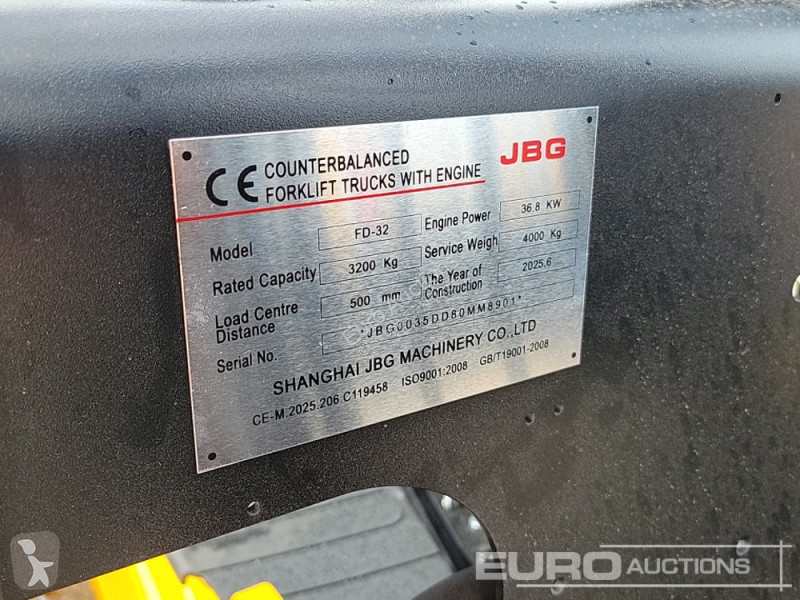 CE COUNTERBALANCED
FORKLIFT TRUCKS WITH ENGINE
JBG
Model FD-32 Engine Power 36.8 KW
Rated Capacity 3200 Kg Service Weigh 4000 Kg
Load Centre
Distance 500 mm The Year of
Construction 2025.6
Serial No. *JBG0035DD80MM8901*
SHANGHAI JBG MACHINERY CO.,LTD
CE-M.2025.206.C119458 ISO9001:2008 GB/T19001-2008
EURO AUCTIONS